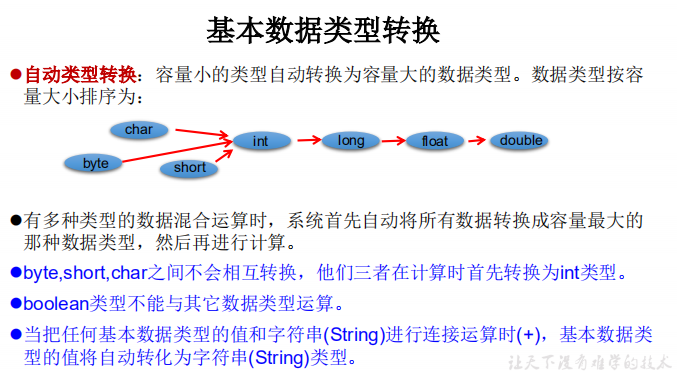 基本数据类型转换
●自动类型转换：容量小的类型自动转换为容量大的数据类型。数据类型按容
量大小排序为：
char
byte
short
int
long
float
double
●有多种类型的数据混合运算时，系统首先自动将所有数据转换成容量最大的
那种数据类型，然后再进行计算。
●byte,short,char之间不会相互转换，他们三者在计算时首先转换为int类型。
●boolean类型不能与其它数据类型运算。
●当把任何基本数据类型的值和字符串(String)进行连接运算时(+)，基本数据类
型的值将自动转化为字符串(String)类型。
让天下没有难学的技术